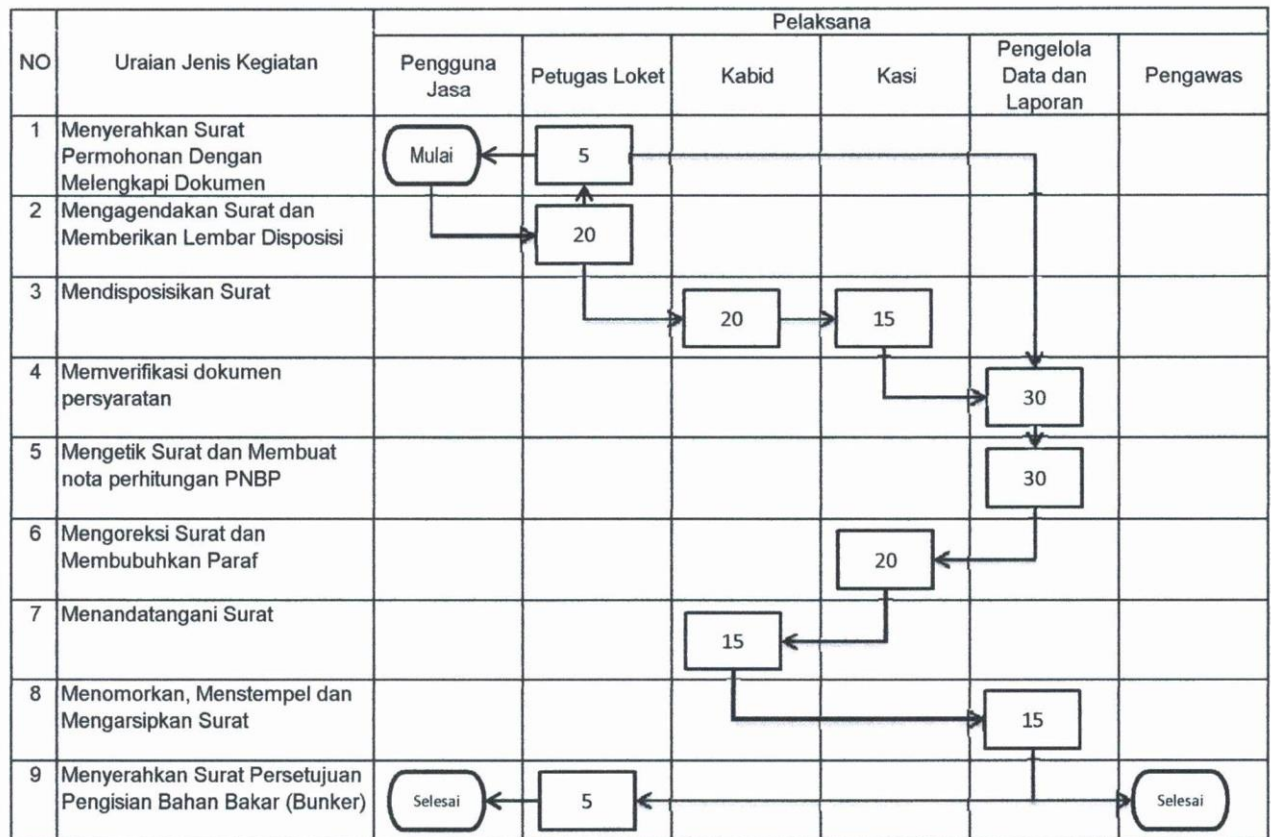 Pelaksana
NO
Uraian Jenis Kegiatan
Pengguna
Jasa
Petugas Loket
Kabid
Kasi
Pengelola
Data dan
Laporan
Pengawas
1
Menyerahkan Surat
Permohonan Dengan
Melengkapi Dokumen
Mulai
5
2
Mengagendakan Surat dan
Memberikan Lembar Disposisi
20
3
Mendisposisikan Surat
20
15
4
Memverifikasi dokumen
persyaratan
30
5
Mengetik Surat dan Membuat
nota perhitungan PNBP
30
6
Mengoreksi Surat dan
Membubuhkan Paraf
20
7
Menandatangani Surat
15
8
Menomorkan, Menstempel dan
Mengarsipkan Surat
15
9
Menyerahkan Surat Persetujuan
Pengisian Bahan Bakar (Bunker)
Selesai
5
Selesai